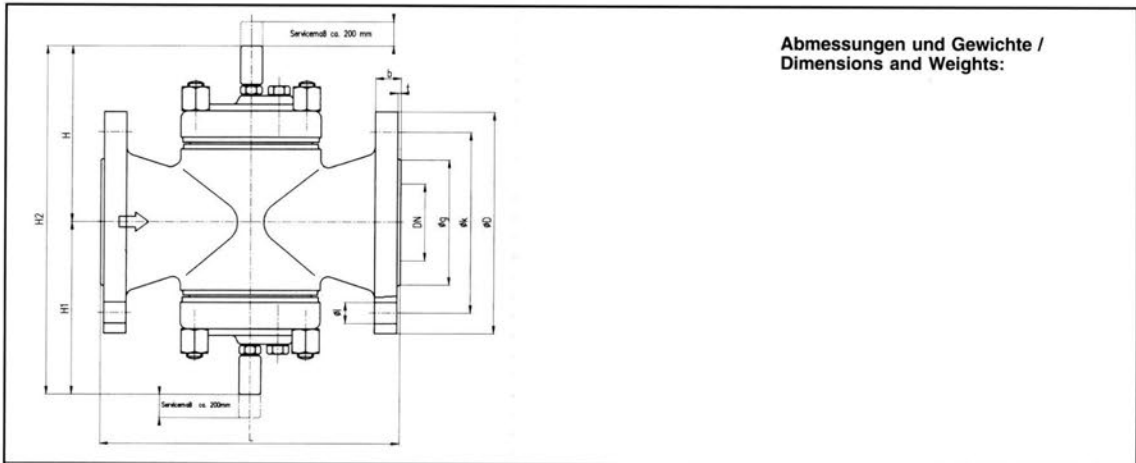 Servicemaß ca. 200 mm
Abmessungen und Gewichte /
Dimensions and Weights:
b
f
H
H2
H1
DN
øg
øk
øD
øl
Servicemaß ca. 200mm
L